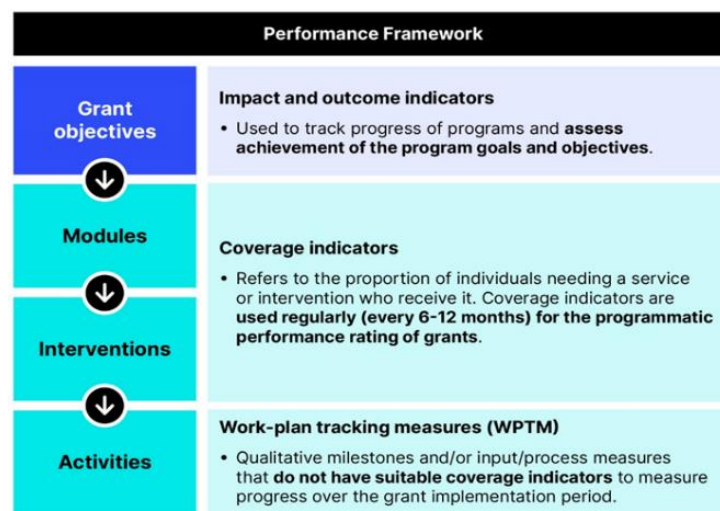 Performance Framework
Grant
objectives
Impact and outcome indicators
• Used to track progress of programs and assess
achievement of the program goals and objectives.
Modules
Interventions
Coverage indicators
• Refers to the proportion of individuals needing a service
or intervention who receive it. Coverage indicators are
used regularly (every 6-12 months) for the programmatic
performance rating of grants.
Activities
Work-plan tracking measures (WPTM)
• Qualitative milestones and/or input/process measures
that do not have suitable coverage indicators to measure
progress over the grant implementation period.